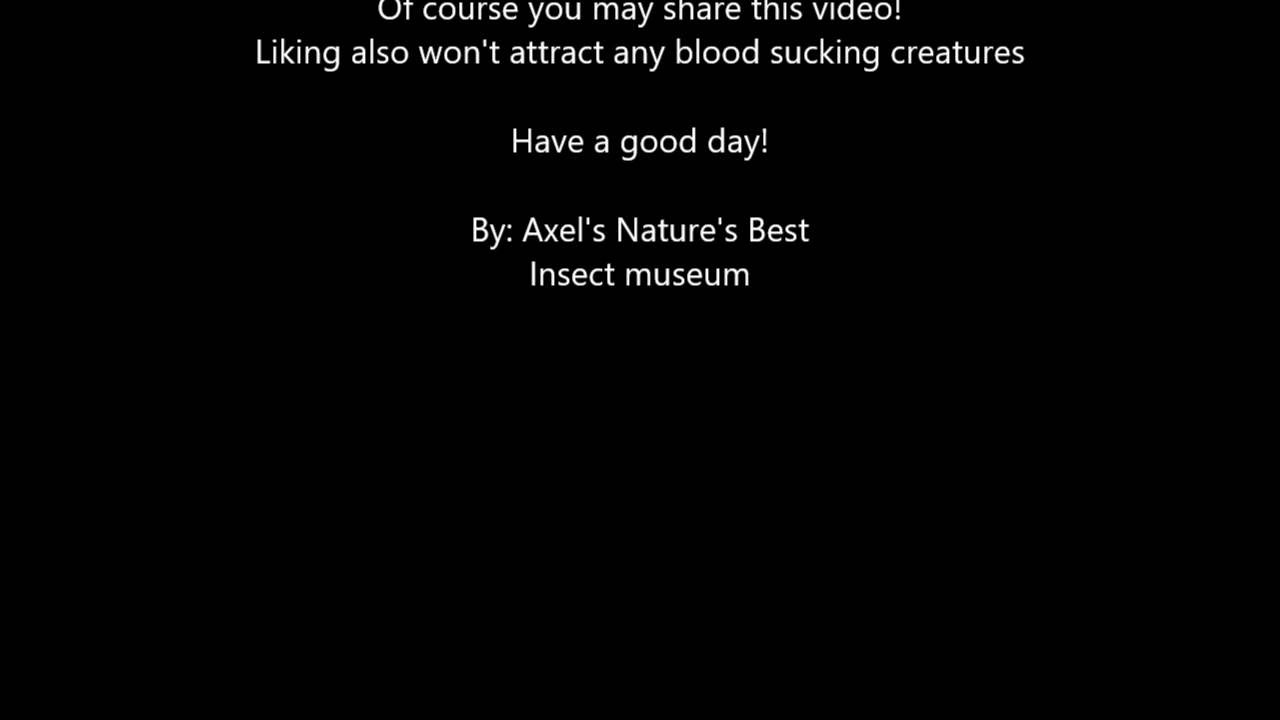 Of course you may share this video!
Liking also won't attract any blood sucking creatures
Have a good day!
By: Axel's Nature's Best
Insect museum